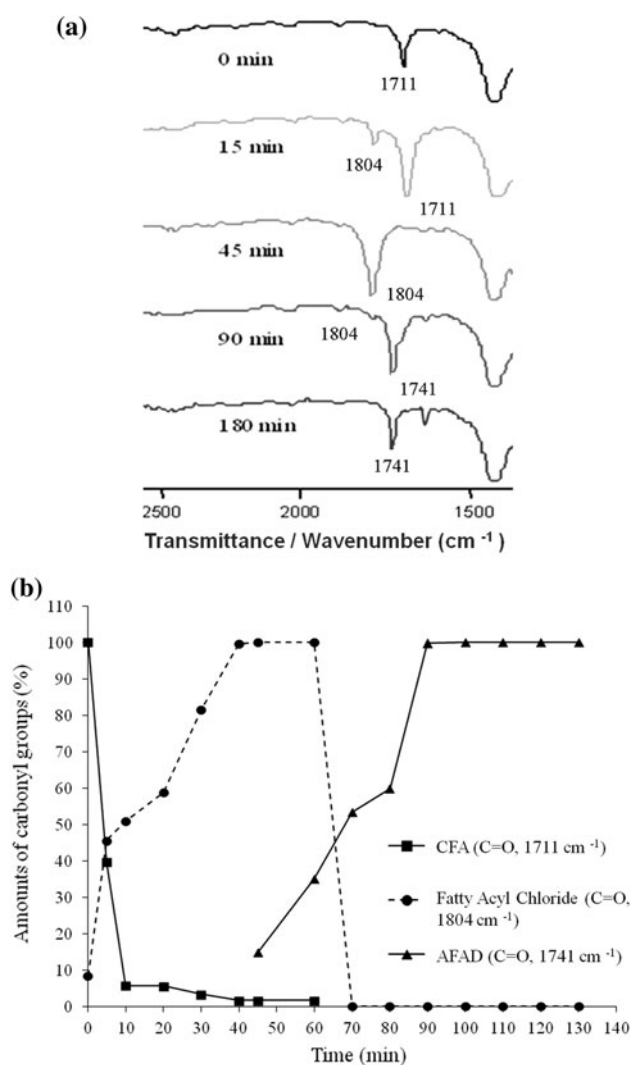 (a)
0 min
1711
15 min
1804
1711
45 min
1804
90 min
1804
1741
180 min
1741
2500 2000 1500
Transmittance / Wavenumber (cm -1)
(b)
110
100
90
80
70
60
50
40
30
20
10
0
Amounts of carbonyl groups (%)
CFA (C=O, 1711 cm -1)
Fatty Acyl Chloride (C=O,
1804 cm -1)
AFAD (C=O, 1741 cm -1)
0 10 20 30 40 50 60 70 80 90 100 110 120 130 140
Time (min)